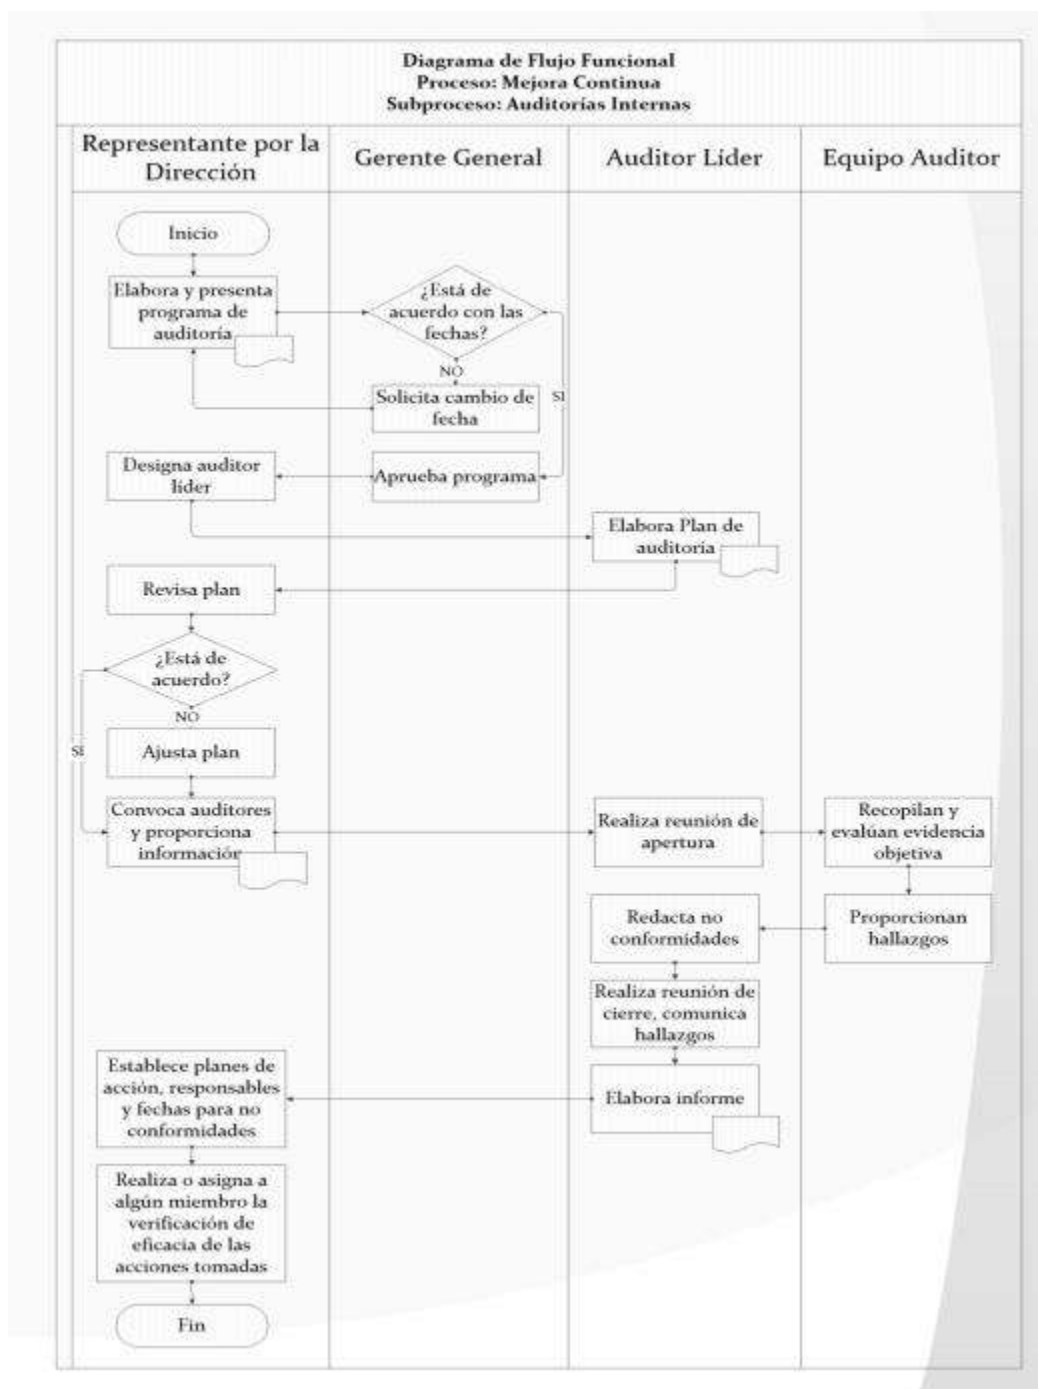 Diagrama de Flujo Funcional
Proceso: Mejora Continua
Subproceso: Auditorías Internas
Representante por la
Dirección
Gerente General
Auditor Líder
Equipo Auditor
Inicio
Elabora y presenta
programa de
auditoría
¿Está de
acuerdo con las
fechas?
NO
SI
Solicita cambio de
fecha
Designa auditor
líder
Aprueba programa
Elabora Plan de
auditoría
Revisa plan
¿Está de
acuerdo?
NO
SI
Ajusta plan
Convoca auditores
y proporciona
información
Realiza reunión de
apertura
Recopilan y
evalúan evidencia
objetiva
Redacta no
conformidades
Proporcionan
hallazgos
Realiza reunión de
cierre, comunica
hallazgos
Establece planes de
acción, responsables
y fechas para no
conformidades
Elabora informe
Realiza o asigna a
algún miembro la
verificación de
eficacia de las
acciones tomadas
Fin